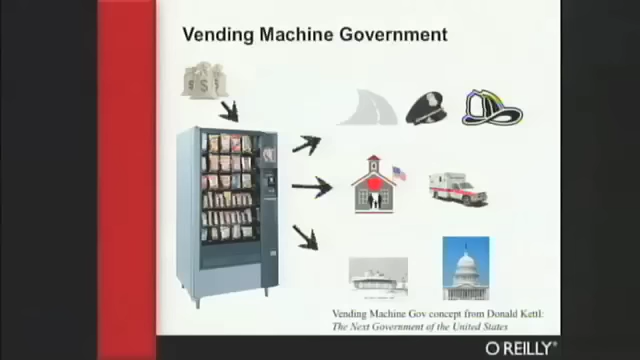 Vending Machine Government
$ $ $
Vending Machine Gov concept from Donald Kettl:
The Next Government of the United States
O'REILLY®